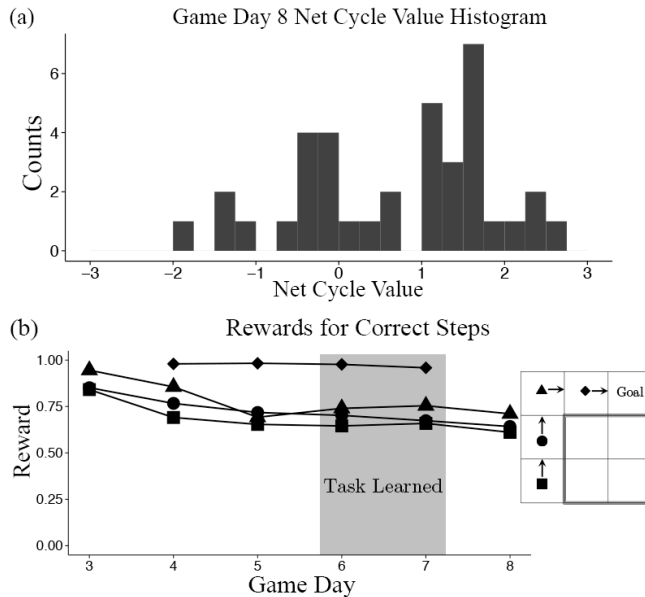 (a) Game Day 8 Net Cycle Value Histogram
6
4
2
0
Counts
−3 −2 −1 0 1 2 3
Net Cycle Value
(b) Rewards for Correct Steps
1.00
0.75
0.50
0.25
0.00
Reward
Task Learned
Goal
3 4 5 6 7 8
Game Day